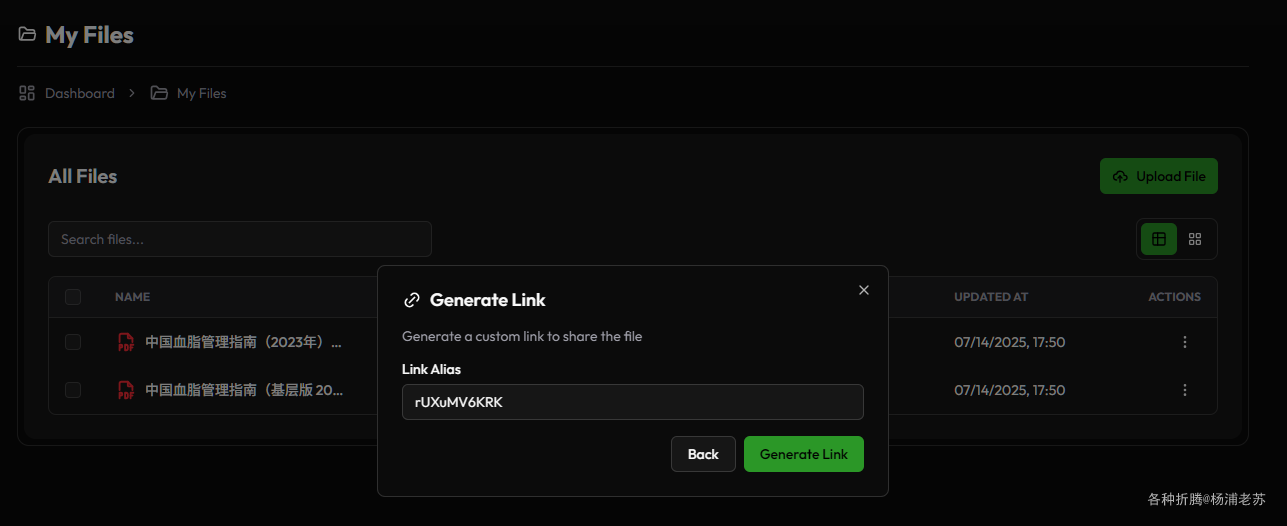 My Files
Dashboard > My Files
All Files
Upload File
Search files...
NAME
UPDATED AT
ACTIONS
PDF 中国血脂管理指南（2023年）...
07/14/2025, 17:50
PDF 中国血脂管理指南（基层版 20...
07/14/2025, 17:50
Generate Link
Generate a custom link to share the file
Link Alias
rUXuMV6KRK
Back
Generate Link
各种折腾@杨浦老苏